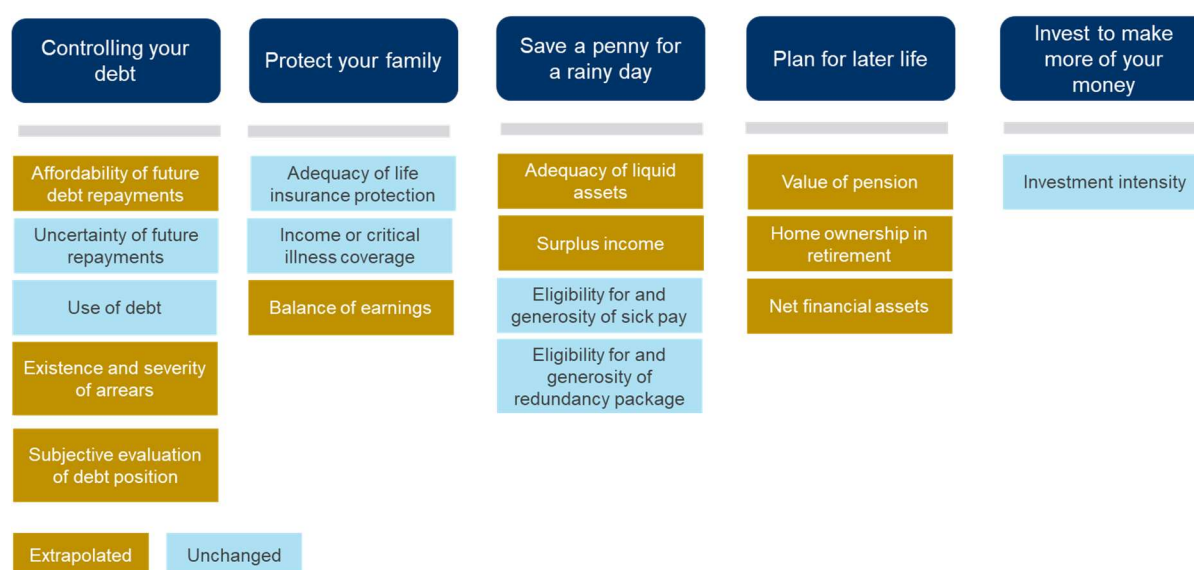 Controlling your
debt
Protect your family
Save a penny for
a rainy day
Plan for later life
Invest to make
more of your
money
Affordability of future
debt repayments
Uncertainty of future
repayments
Use of debt
Existence and severity
of arrears
Subjective evaluation
of debt position
Adequacy of life
insurance protection
Income or critical
illness coverage
Balance of earnings
Adequacy of liquid
assets
Surplus income
Eligibility for and
generosity of sick pay
Eligibility for and
generosity of
redundancy package
Value of pension
Home ownership in
retirement
Net financial assets
Investment intensity
Extrapolated
Unchanged